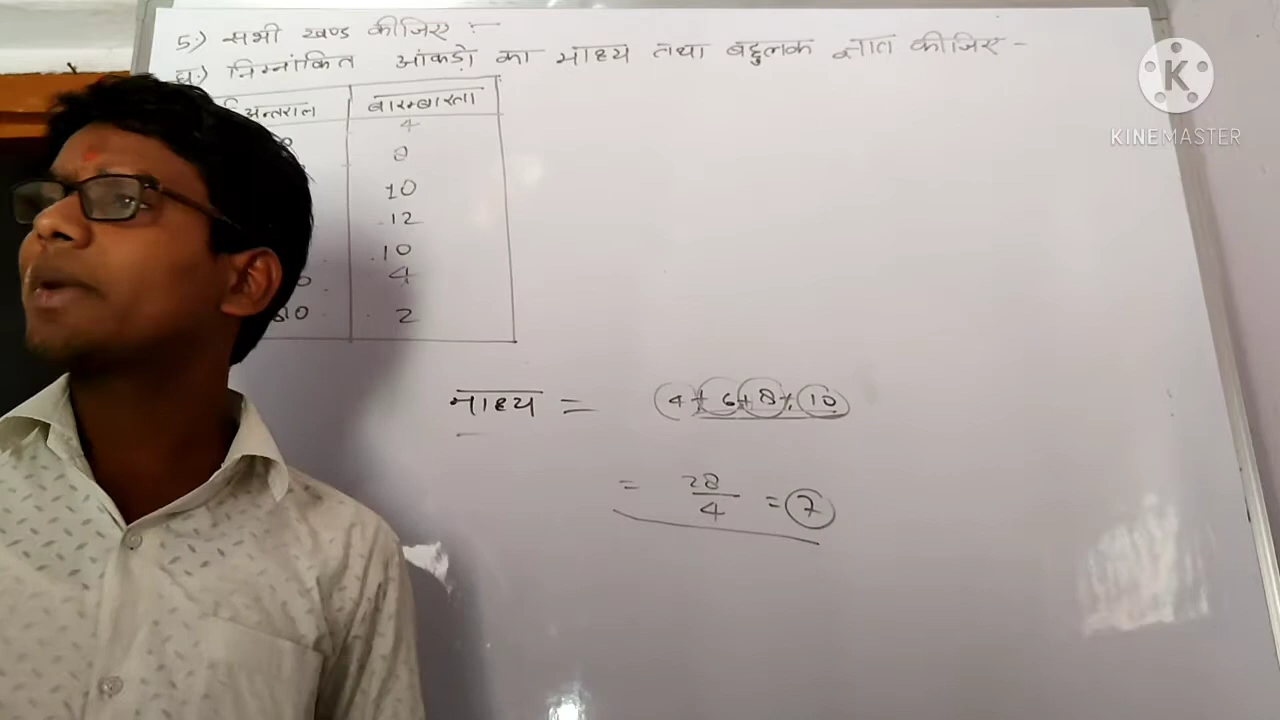 5.) सभी खण्ड कीजिए :-
घ.) निम्नांकित आंकड़ो का माध्य तथा बहुलक ज्ञात कीजिए -
अन्तराल बारम्बारता
4
8
10
12
10
4
2
माध्य = 4+6+8+10
= 28/4 = 7
K
KINEMASTER